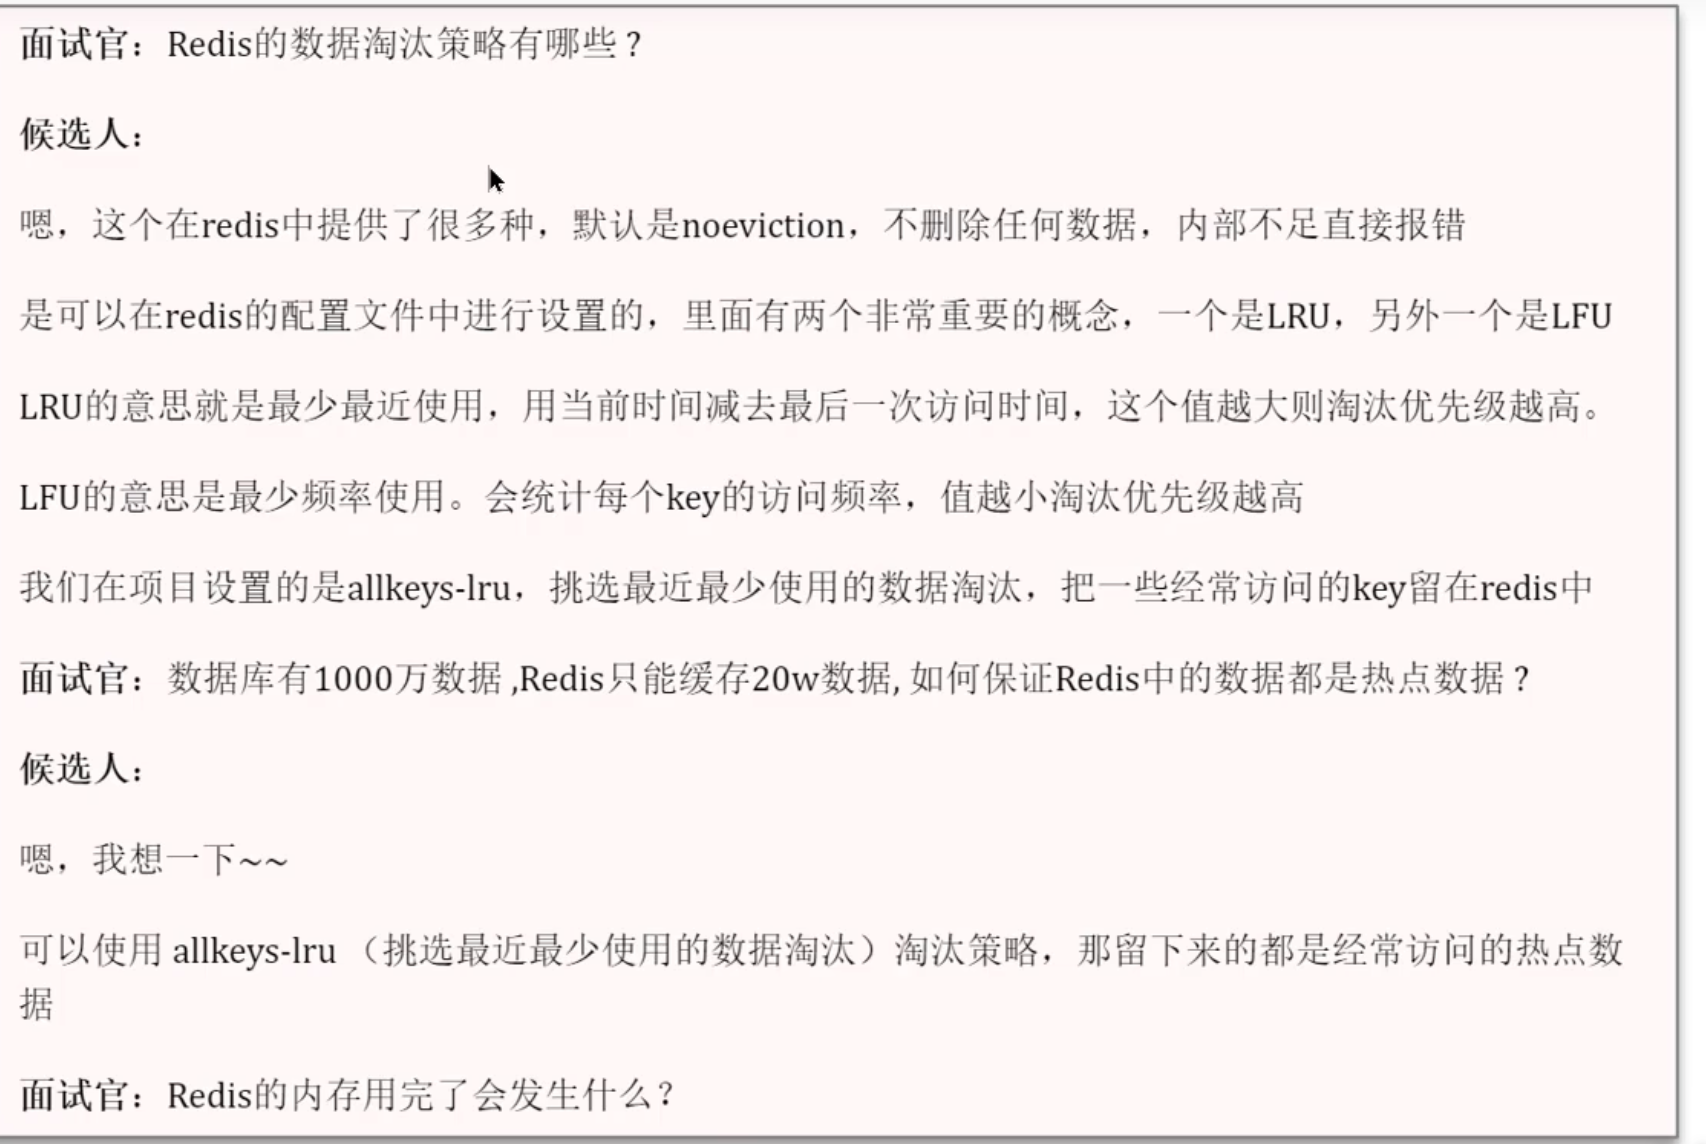 面试官：Redis的数据淘汰策略有哪些？
候选人：
嗯，这个在redis中提供了很多种，默认是noeviction，不删除任何数据，内部不足直接报错
是可以在redis的配置文件中进行设置的，里面有两个非常重要的概念，一个是LRU，另外一个是LFU
LRU的意思就是最少最近使用，用当前时间减去最后一次访问时间，这个值越大则淘汰优先级越高。
LFU的意思是最少频率使用。会统计每个key的访问频率，值越小淘汰优先级越高
我们在项目设置的是allkeys-lru，挑选最近最少使用的数据淘汰，把一些经常访问的key留在redis中
面试官：数据库有1000万数据 ,Redis只能缓存20w数据, 如何保证Redis中的数据都是热点数据 ?
候选人：
嗯，我想一下~~
可以使用 allkeys-lru （挑选最近最少使用的数据淘汰）淘汰策略，那留下来的都是经常访问的热点数
据
面试官：Redis的内存用完了会发生什么？